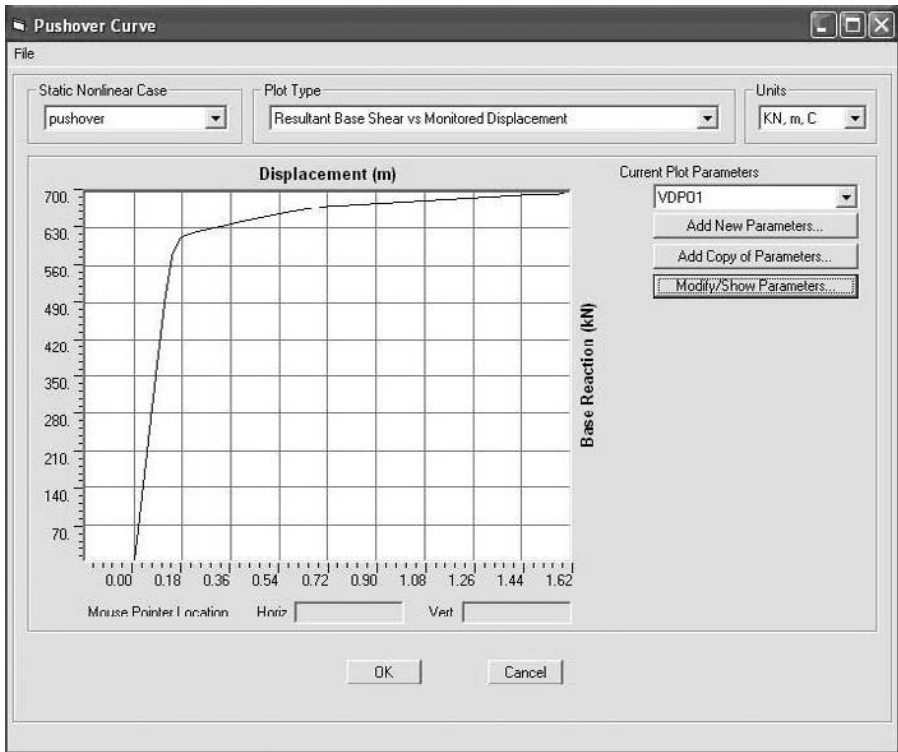 Pushover Curve
File
Static Nonlinear Case
Plot Type
Units
pushover
Resultant Base Shear vs Monitored Displacement
KN, m, C
Displacement (m)
Current Plot Parameters
VDPO1
Add New Parameters...
Add Copy of Parameters...
Modify/Show Parameters...
700.
630.
560.
490.
420.
350.
280.
210.
140.
70.
Base Reaction (kN)
0.00 0.18 0.36 0.54 0.72 0.90 1.08 1.26 1.44 1.62
Mouse Pointer Location Horiz Vert
OK Cancel